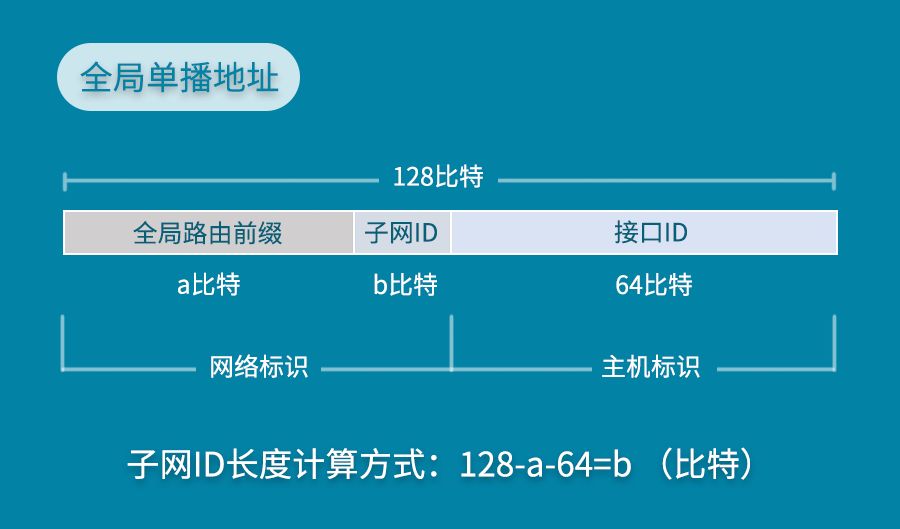 全局单播地址
128比特
全局路由前缀 子网ID 接口ID
a比特 b比特 64比特
网络标识 主机标识
子网ID长度计算方式：128-a-64=b （比特）